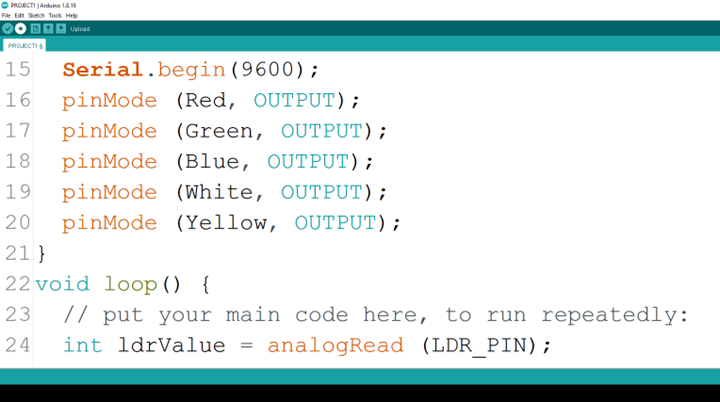 PROJECT1 | Arduino 1.8.19
File Edit Sketch Tools Help
Upload
PROJECT1 §
15 Serial.begin(9600);
16 pinMode (Red, OUTPUT);
17 pinMode (Green, OUTPUT);
18 pinMode (Blue, OUTPUT);
19 pinMode (White, OUTPUT);
20 pinMode (Yellow, OUTPUT);
21 }
22 void loop() {
23 // put your main code here, to run repeatedly:
24 int ldrValue = analogRead (LDR_PIN);